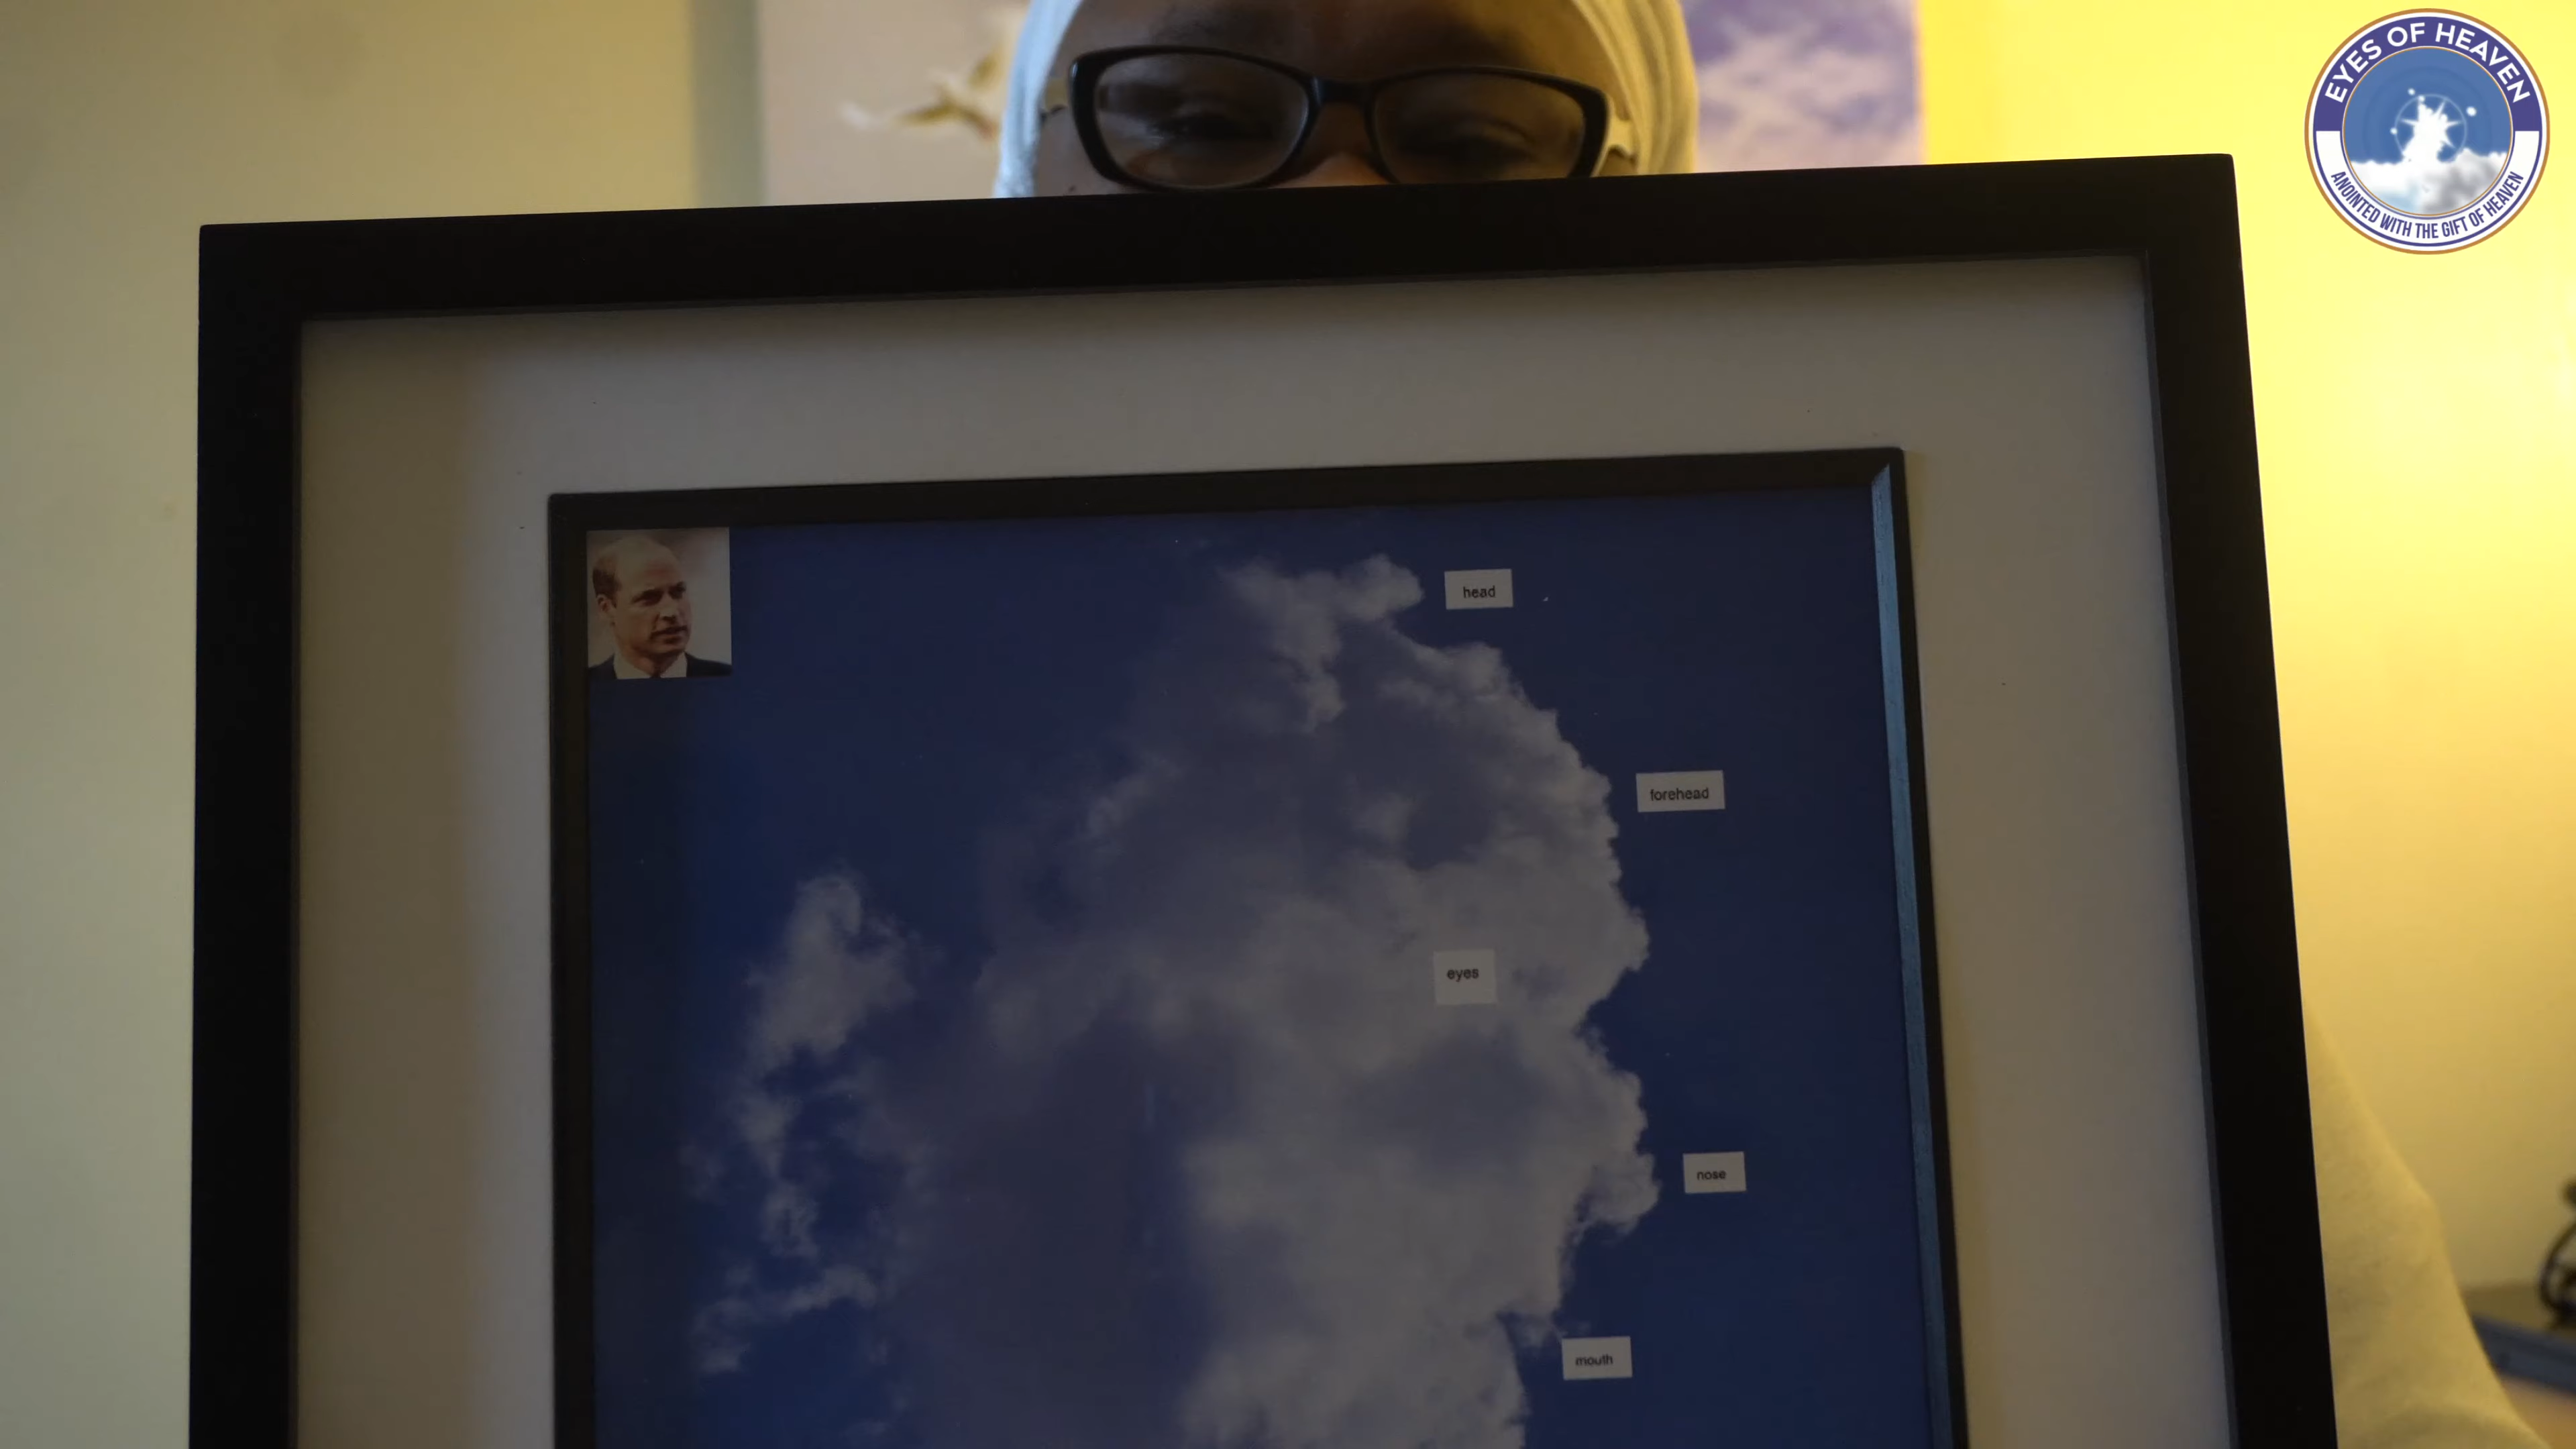 EYES OF HEAVEN
ANOINTED WITH THE GIFT OF HEAVEN
head
forehead
eyes
nose
mouth